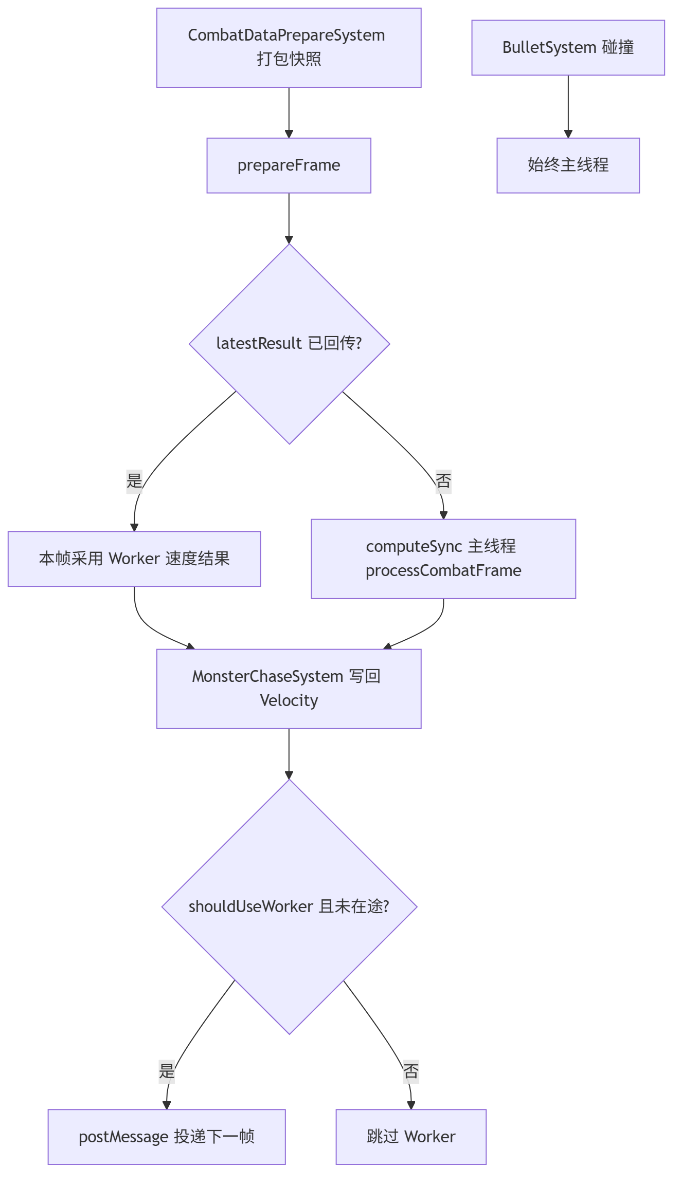 CombatDataPrepareSystem
打包快照
BulletSystem 碰撞
prepareFrame
始终主线程
latestResult 已回传?
是
否
本帧采用 Worker 速度结果
computeSync 主线程
processCombatFrame
MonsterChaseSystem 写回
Velocity
shouldUseWorker 且未在途?
是
否
postMessage 投递下一帧
跳过 Worker